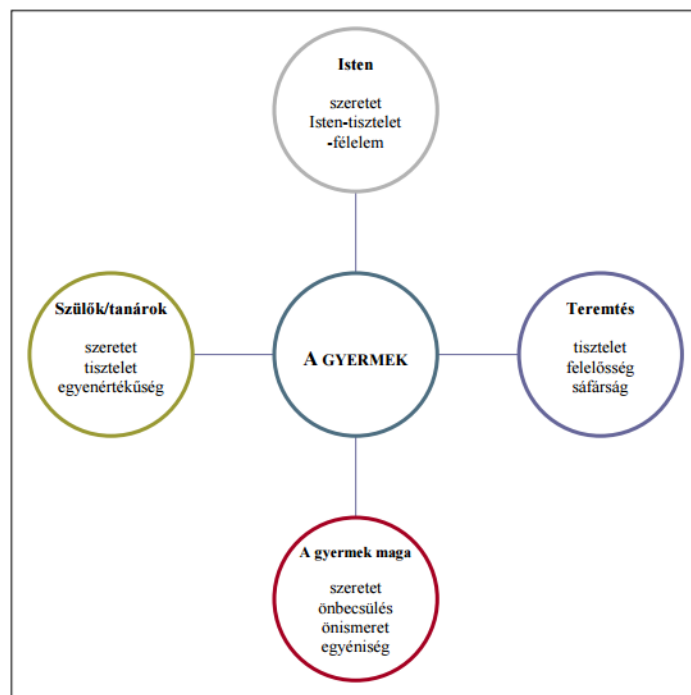 Isten
szeretet
Isten-tisztelet
-félelem
Szülők/tanárok
szeretet
tisztelet
egyenértékűség
A GYERMEK
Teremtés
tisztelet
felelősség
sáfárság
A gyermek maga
szeretet
önbecsülés
önismeret
egyéniség